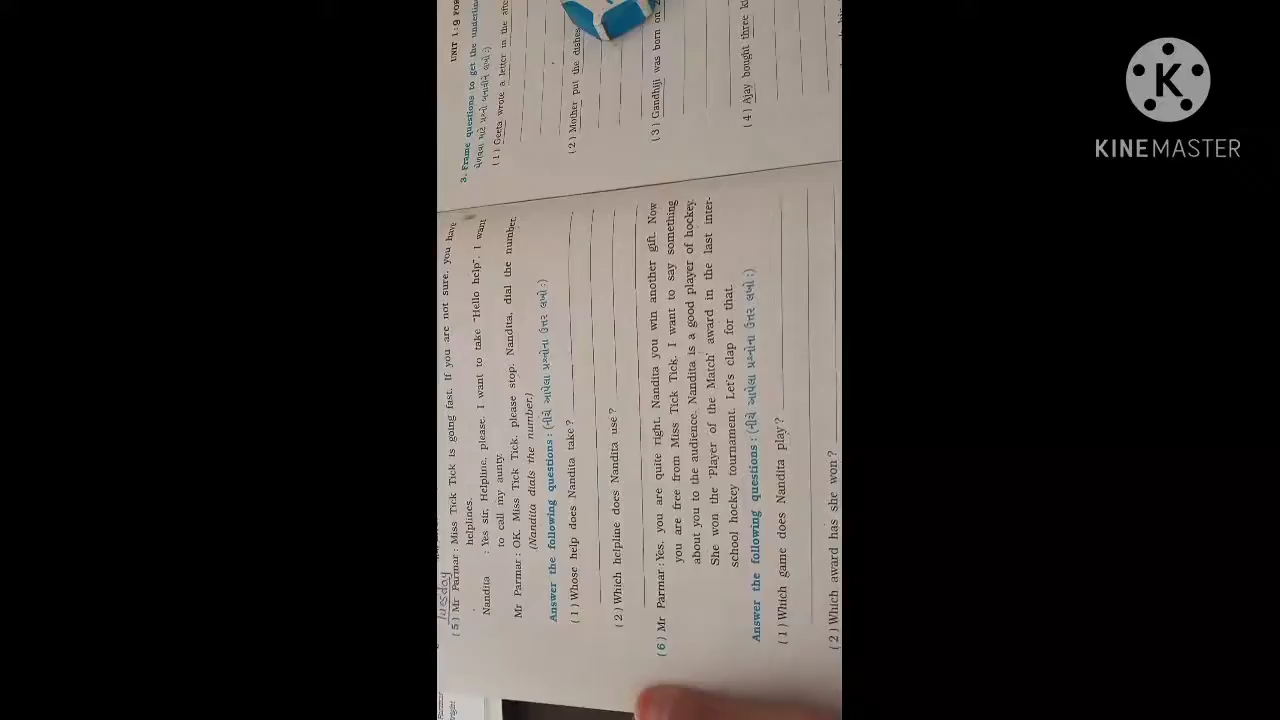 Tuesday
( 5 ) Mr Parmar : Miss Tick Tick is going fast. If you are not sure, you have
helplines.
Nandita : Yes sir, Helpline, please. I want to take "Hello help". I want
to call my aunty.
Mr Parmar : OK. Miss Tick Tick, please stop. Nandita, dial the number.
(Nandita dials the number.)
Answer the following questions : (નીચે આપેલા પ્રશ્નોના ઉત્તર લખો :)
( 1 ) Whose help does Nandita take ?
( 2 ) Which helpline does Nandita use ?
( 6 ) Mr Parmar : Yes, you are quite right. Nandita you win another gift. Now
you are free from Miss Tick Tick. I want to say something
about you to the audience. Nandita is a good player of hockey.
She won the 'Player of the Match' award in the last inter-
school hockey tournament. Let's clap for that.
Answer the following questions : (નીચે આપેલા પ્રશ્નોના ઉત્તર લખો :)
( 1 ) Which game does Nandita play ?
( 2 ) Which award has she won ?
UNIT 1 : 9
3. Frame questions to get the
( 1 ) Geeta wrote a letter in the
( 2 ) Mother put the dishes
( 3 ) Gandhiji was born on
( 4 ) Ajay bought three
K
KINEMASTER